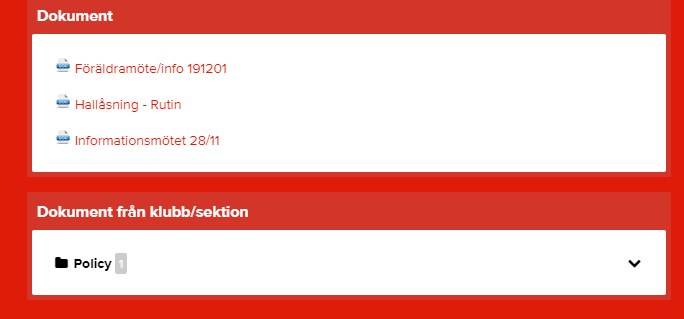 Dokument
Föräldramöte/info 191201
Hallåsning - Rutin
Informationsmötet 28/11
Dokument från klubb/sektion
Policy 1